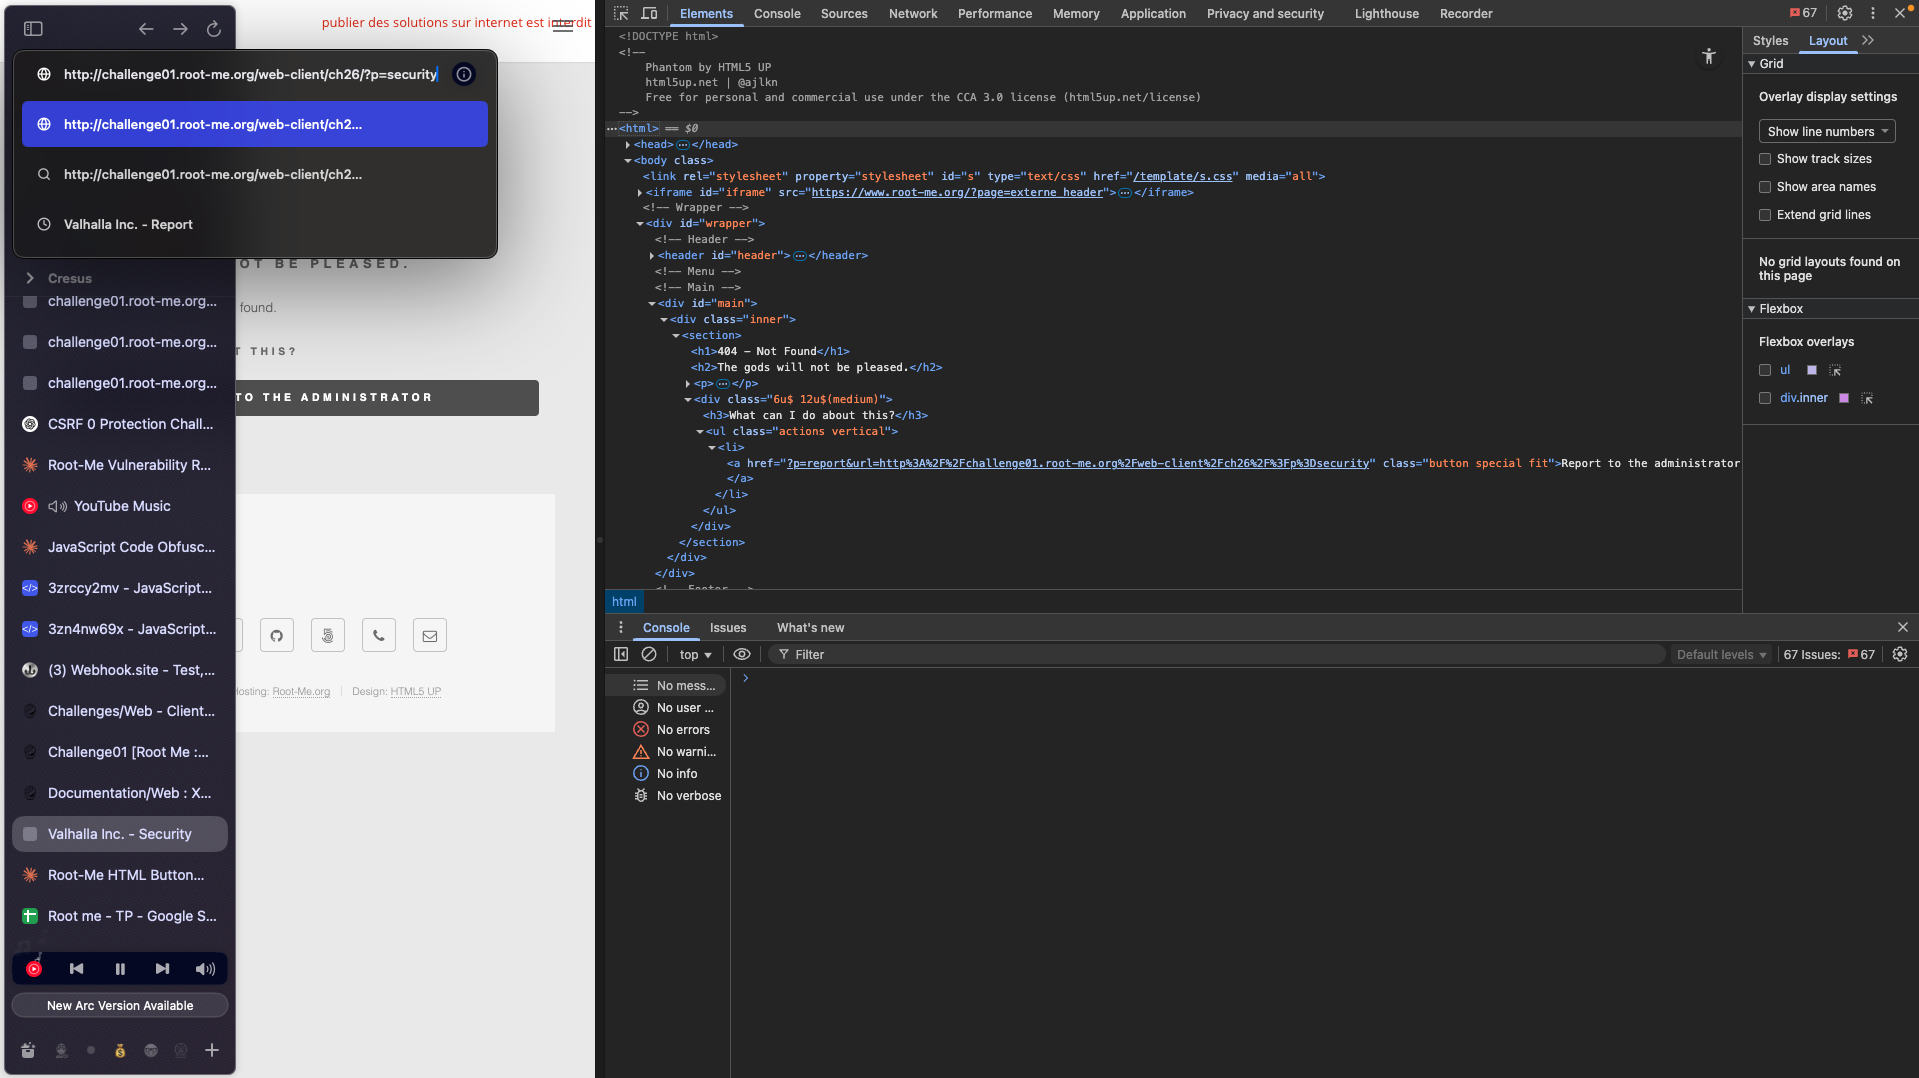 publier des solutions sur internet est interdit
http://challenge01.root-me.org/web-client/ch26/?p=security
http://challenge01.root-me.org/web-client/ch2...
http://challenge01.root-me.org/web-client/ch2...
Valhalla Inc. - Report
OT BE PLEASED.
Cresus
challenge01.root-me.org...
found.
challenge01.root-me.org...
T THIS?
challenge01.root-me.org...
TO THE ADMINISTRATOR
CSRF 0 Protection Chall...
Root-Me Vulnerability R...
YouTube Music
JavaScript Code Obfusc...
3zrccy2mv - JavaScript...
3zn4nw69x - JavaScript...
(3) Webhook.site - Test,...
Hosting: Root-Me.org | Design: HTML5 UP
Challenges/Web - Client...
Challenge01 [Root Me :...
Documentation/Web : X...
Valhalla Inc. - Security
Root-Me HTML Button...
Root me - TP - Google S...
New Arc Version Available
Elements Console Sources Network Performance Memory Application Privacy and security Lighthouse Recorder 67
<!DOCTYPE html>
<!--
Phantom by HTML5 UP
html5up.net | @ajlkn
Free for personal and commercial use under the CCA 3.0 license (html5up.net/license)
-->
<html> == $0
<head> </head>
<body class>
<link rel="stylesheet" property="stylesheet" id="s" type="text/css" href="/template/s.css" media="all">
<iframe id="iframe" src="https://www.root-me.org/?page=externe_header"> </iframe>
<!-- Wrapper -->
<div id="wrapper">
<!-- Header -->
<header id="header"> </header>
<!-- Menu -->
<!-- Main -->
<div id="main">
<div class="inner">
<section>
<h1>404 – Not Found</h1>
<h2>The gods will not be pleased.</h2>
<p> </p>
<div class="6u$ 12u$(medium)">
<h3>What can I do about this?</h3>
<ul class="actions vertical">
<li>
<a href="?p=report&url=http%3A%2F%2Fchallenge01.root-me.org%2Fweb-client%2Fch26%2F%3Fp%3Dsecurity" class="button special fit">Report to the administrator
</a>
</li>
</ul>
</div>
</section>
</div>
</div>
<!-- Footer -->
html
Styles Layout
Grid
Overlay display settings
Show line numbers
Show track sizes
Show area names
Extend grid lines
No grid layouts found on
this page
Flexbox
Flexbox overlays
ul
div.inner
Console Issues What's new
top Filter Default levels 67 Issues: 67
No mess...
No user ...
No errors
No warni...
No info
No verbose